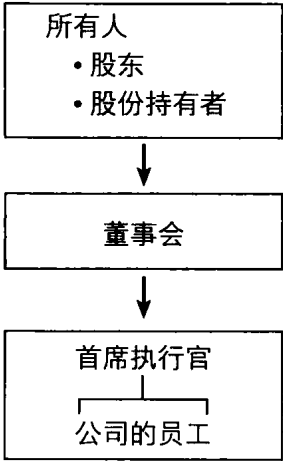 所有人
• 股东
• 股份持有者
董事会
首席执行官
公司的员工